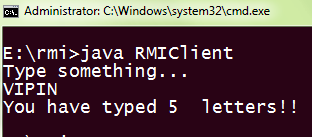 Administrator: C:\Windows\system32\cmd.exe
E:\rmi>java RMIClient
Type something...
VIPIN
You have typed 5  letters!!